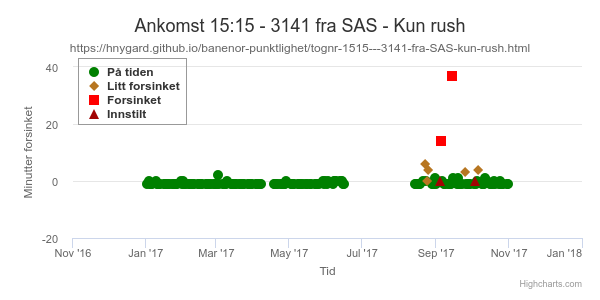 Ankomst 15:15 - 3141 fra SAS - Kun rush
https://hnygard.github.io/banenor-punktlighet/tognr-1515---3141-fra-SAS-kun-rush.html
På tiden
Litt forsinket
Forsinket
Innstilt
Minutter forsinket
40
20
0
-20
Nov '16 Jan '17 Mar '17 May '17 Jul '17 Sep '17 Nov '17 Jan '18
Tid
Highcharts.com